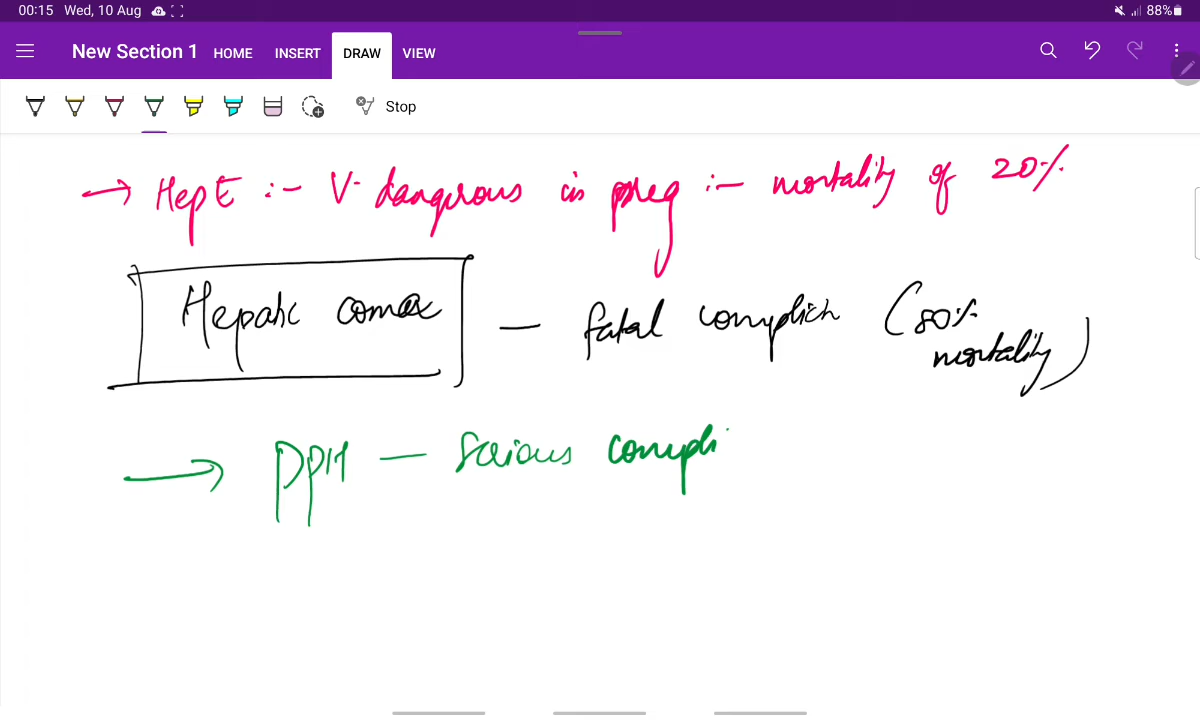 00:15 Wed, 10 Aug 88%
New Section 1 HOME INSERT DRAW VIEW
Stop
→ Hep E :- V. dangerous in preg :- mortality of 20%
Hepatic coma — fatal complictn (80% mortality)
→ PPH — Serious compli